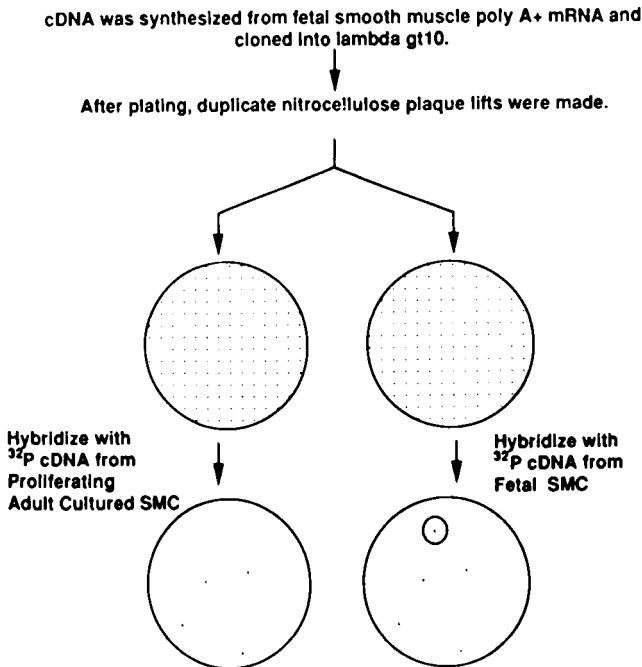 cDNA was synthesized from fetal smooth muscle poly A+ mRNA and
cloned into lambda gt10.
After plating, duplicate nitrocellulose plaque lifts were made.
Hybridize with
32P cDNA from
Proliferating
Adult Cultured SMC
Hybridize with
32P cDNA from
Fetal SMC